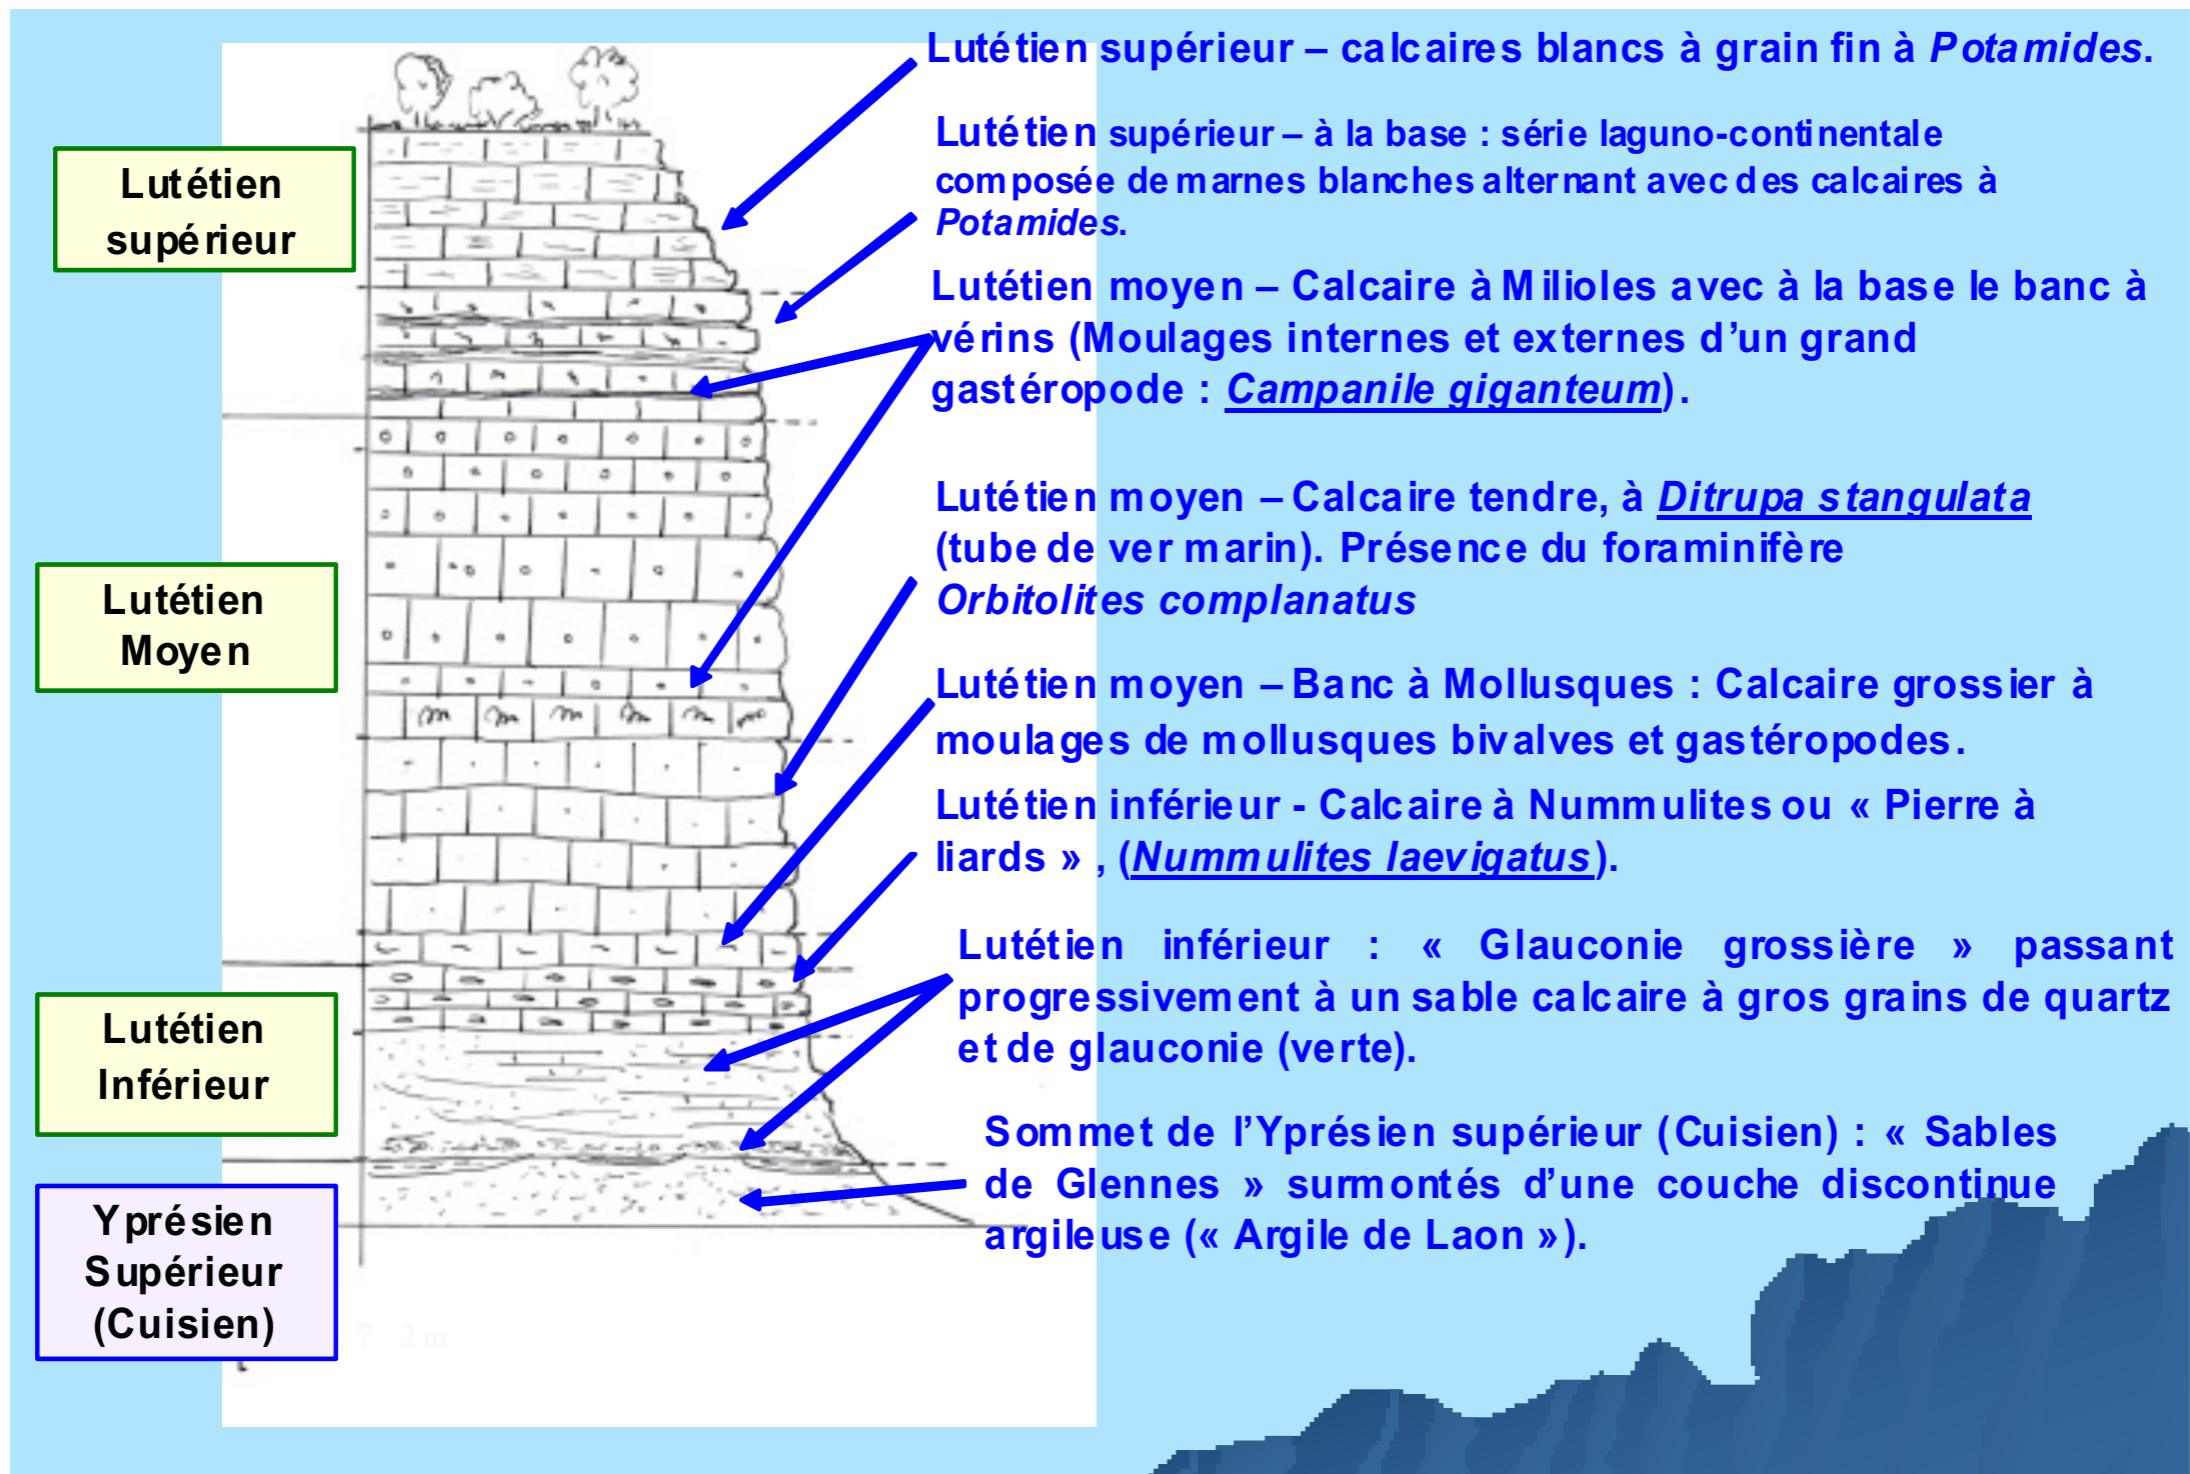 Lutétien supérieur – calcaires blancs à grain fin à Potamides.
Lutétien supérieur – à la base : série laguno-continentale
composée de marnes blanches alternant avec des calcaires à
Potamides.
Lutétien
supérieur
Lutétien moyen – Calcaire à Milioles avec à la base le banc à
vérins (Moulages internes et externes d’un grand
gastéropode : Campanile giganteum).
Lutétien moyen – Calcaire tendre, à Ditrupa stangulata
(tube de ver marin). Présence du foraminifère
Orbitolites complanatus
Lutétien
Moyen
Lutétien moyen – Banc à Mollusques : Calcaire grossier à
moulages de mollusques bivalves et gastéropodes.
Lutétien inférieur - Calcaire à Nummulites ou « Pierre à
liards » , (Nummulites laevigatus).
Lutétien inférieur : « Glauconie grossière » passant
progressivement à un sable calcaire à gros grains de quartz
et de glauconie (verte).
Lutétien
Inférieur
Sommet de l’Yprésien supérieur (Cuisien) : « Sables
de Glennes » surmontés d’une couche discontinue
argileuse (« Argile de Laon »).
Yprésien
Supérieur
(Cuisien)
? 2 m